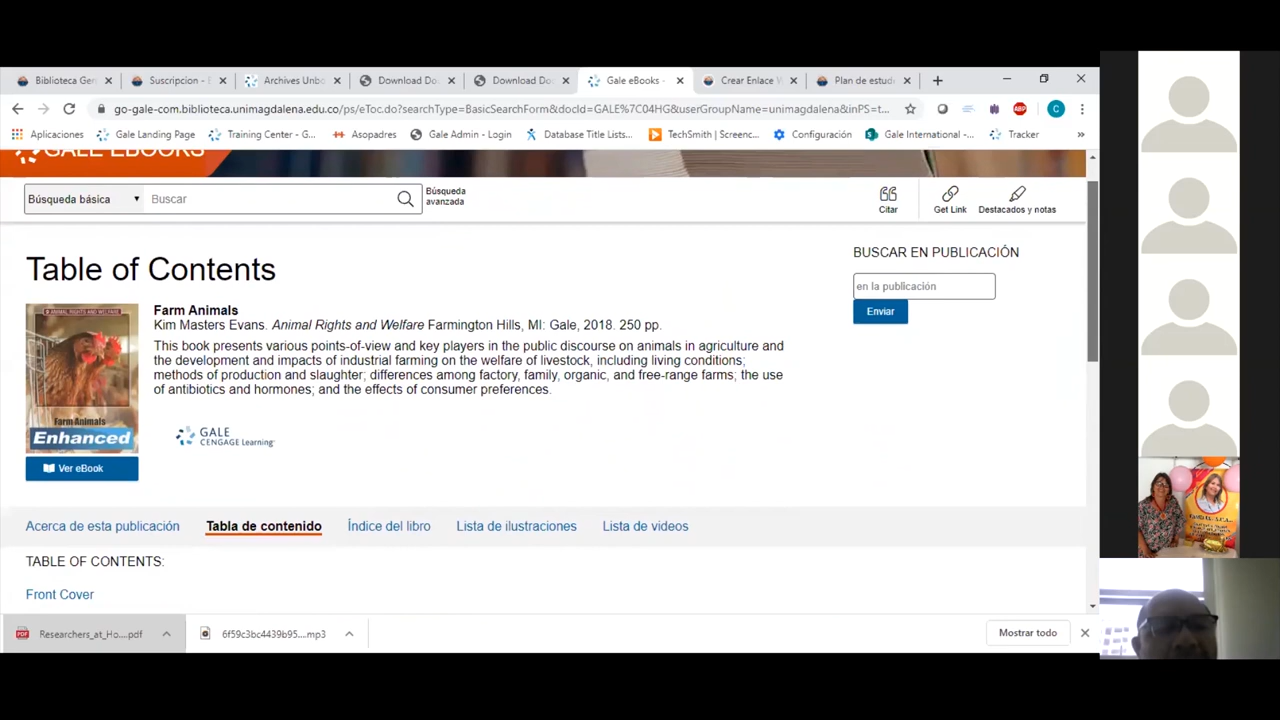 Biblioteca Gen
Suscripcion - E
Archives Unbo
Download Do
Download Do
Gale eBooks -
Crear Enlace V
Plan de estud
go-gale-com.biblioteca.unimagdalena.edu.co/ps/eToc.do?searchType=BasicSearchForm&docId=GALE%7C04HG&userGroupName=unimagdalena&inPS=t...
ABP
C
Aplicaciones
Gale Landing Page
Training Center - G...
Asopadres
Gale Admin - Login
Database Title Lists...
TechSmith | Screenc...
Configuración
Gale International -...
Tracker
»
GALE EBOOKS
Búsqueda básica
Buscar
Búsqueda
avanzada
Citar
Get Link
Destacados y notas
Table of Contents
BUSCAR EN PUBLICACIÓN
en la publicación
Enviar
ANIMAL RIGHTS AND WELFARE
Farm Animals
Enhanced
Ver eBook
Farm Animals
Kim Masters Evans. Animal Rights and Welfare Farmington Hills, MI: Gale, 2018. 250 pp.
This book presents various points-of-view and key players in the public discourse on animals in agriculture and
the development and impacts of industrial farming on the welfare of livestock, including living conditions;
methods of production and slaughter; differences among factory, family, organic, and free-range farms; the use
of antibiotics and hormones; and the effects of consumer preferences.
GALE
CENGAGE Learning
Acerca de esta publicación
Tabla de contenido
Índice del libro
Lista de ilustraciones
Lista de videos
TABLE OF CONTENTS:
Front Cover
Researchers_at_Ho....pdf
6f59c3bc4439b95....mp3
Mostrar todo